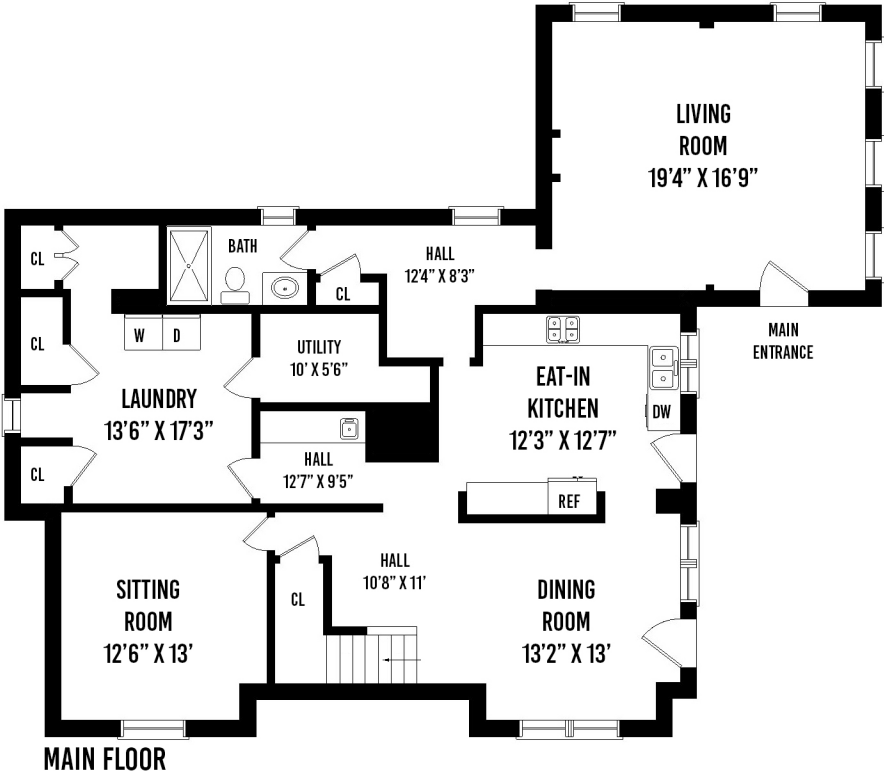 LIVING
ROOM
19'4" X 16'9"
BATH
HALL
12'4" X 8'3"
CL
CL
MAIN
ENTRANCE
W
D
CL
UTILITY
10' X 5'6"
EAT-IN
KITCHEN
12'3" X 12'7"
LAUNDRY
13'6" X 17'3"
DW
HALL
12'7" X 9'5"
CL
REF
HALL
10'8" X 11'
SITTING
ROOM
12'6" X 13'
CL
DINING
ROOM
13'2" X 13'
MAIN FLOOR